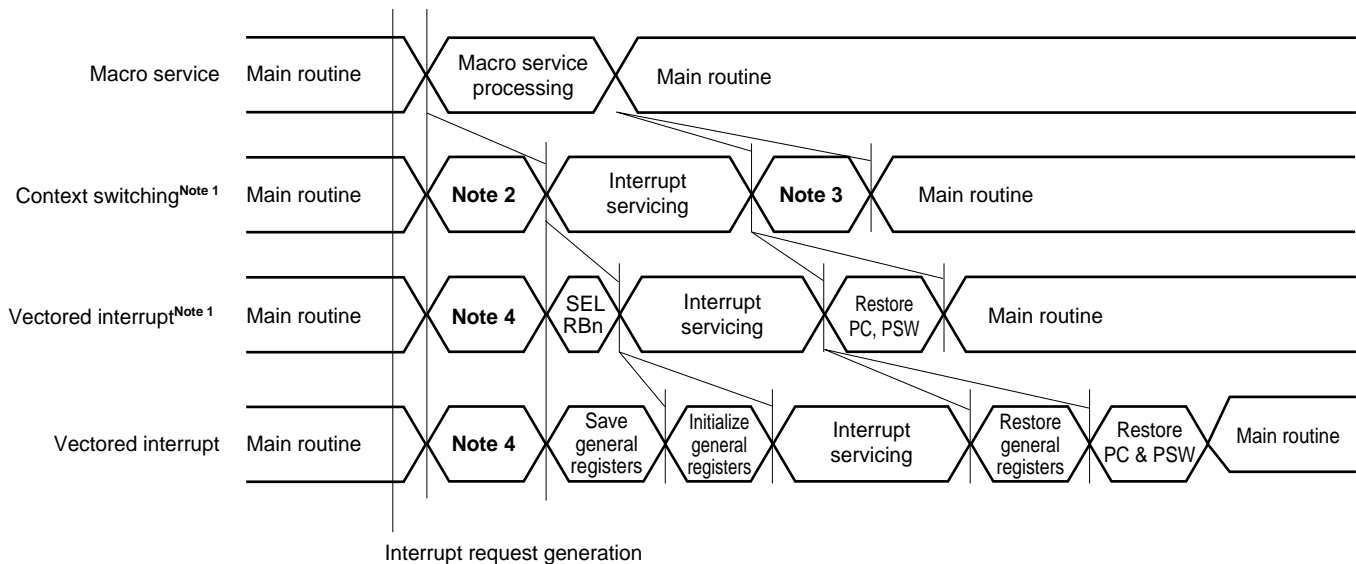 Macro service
Main routine
Macro service
processing
Main routine
Context switching Note 1
Main routine
Note 2
Interrupt
servicing
Note 3
Main routine
Vectored interrupt Note 1
Main routine
Note 4
SEL
RBn
Interrupt
servicing
Restore
PC, PSW
Main routine
Vectored interrupt
Main routine
Note 4
Save
general
registers
Initialize
general
registers
Interrupt
servicing
Restore
general
registers
Restore
PC & PSW
Main routine
Interrupt request generation